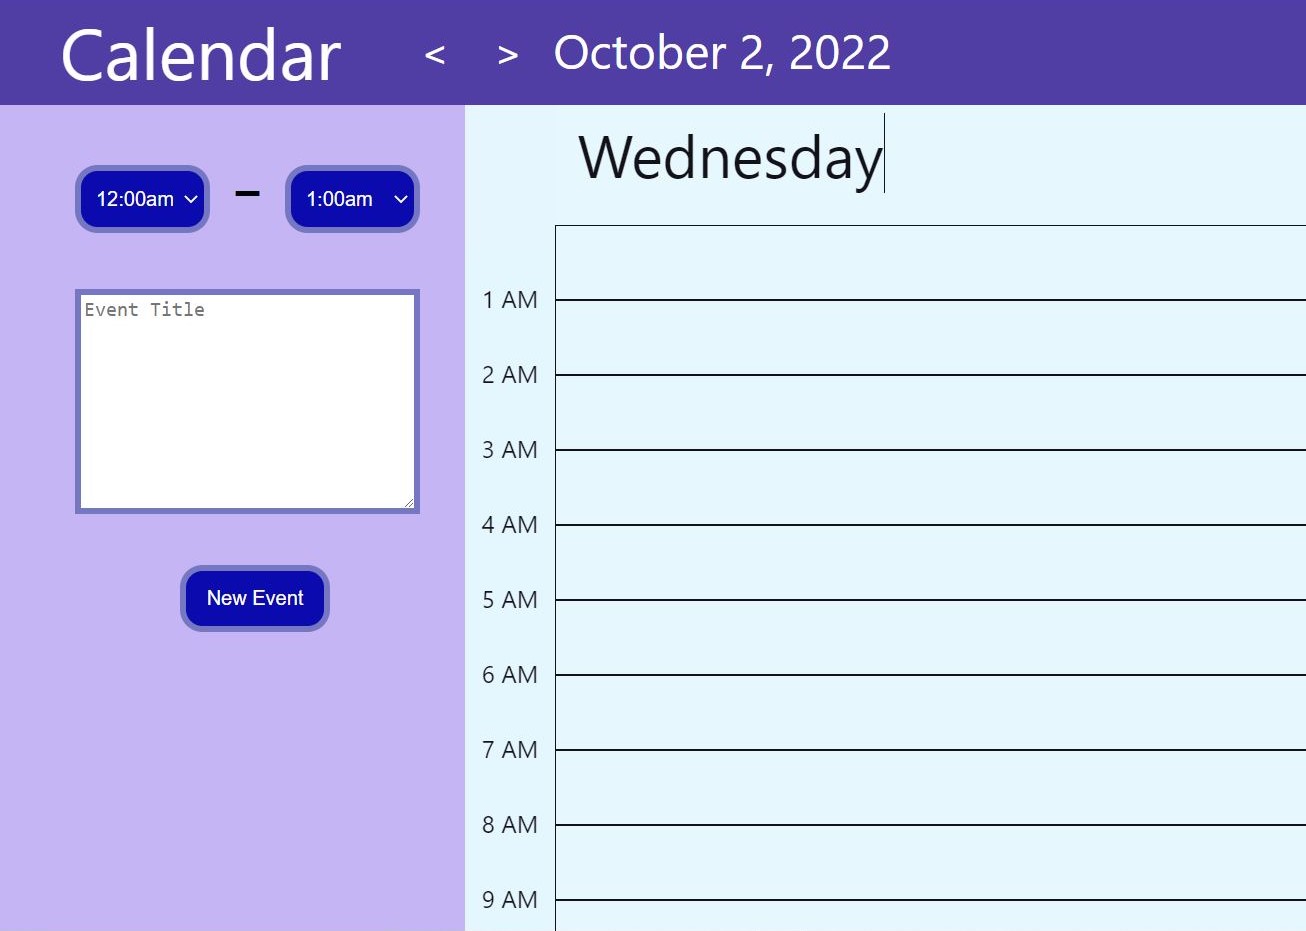 Calendar < > October 2, 2022
Wednesday
12:00am – 1:00am
Event Title
New Event
1 AM
2 AM
3 AM
4 AM
5 AM
6 AM
7 AM
8 AM
9 AM